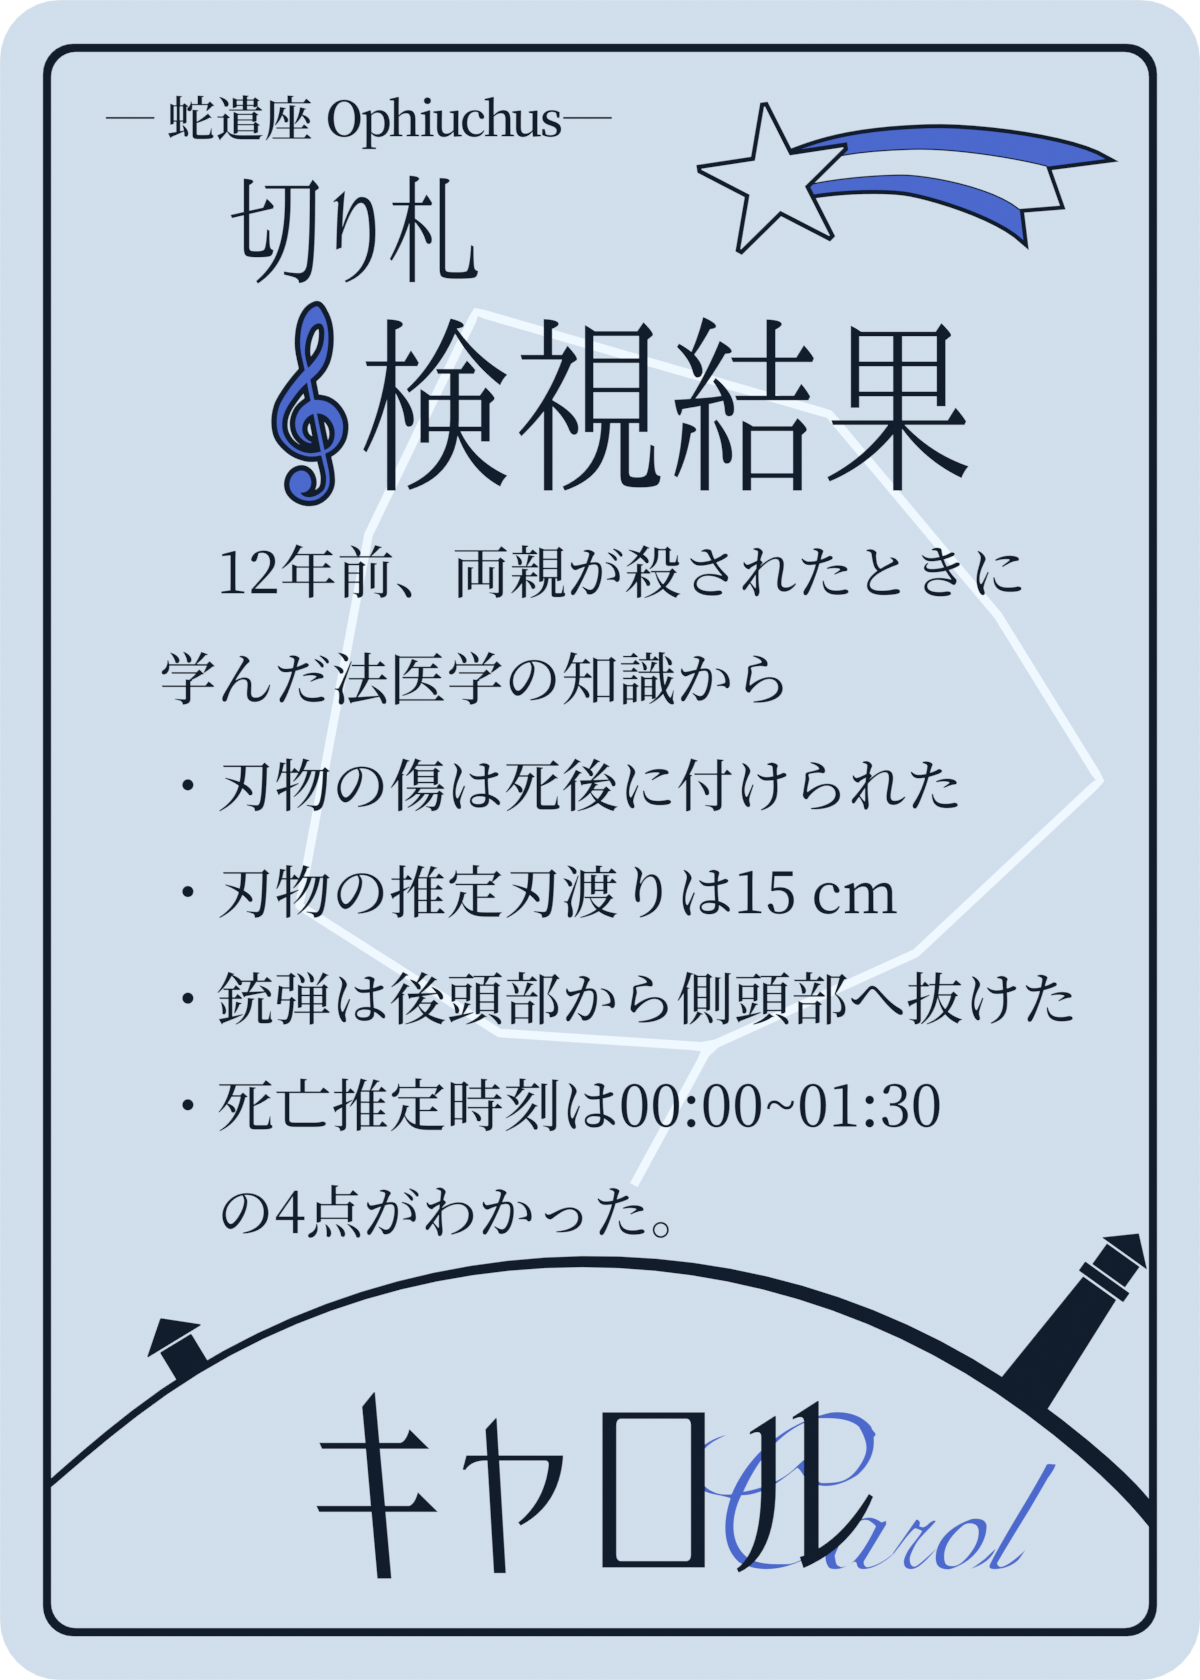 蛇遣座 Ophiuchus
切り札
検視結果
12年前、両親が殺されたときに
学んだ法医学の知識から
・刃物の傷は死後に付けられた
・刃物の推定刃渡りは15 cm
・銃弾は後頭部から側頭部へ抜けた
・死亡推定時刻は00:00~01:30
の4点がわかった。
キャロル
Carol